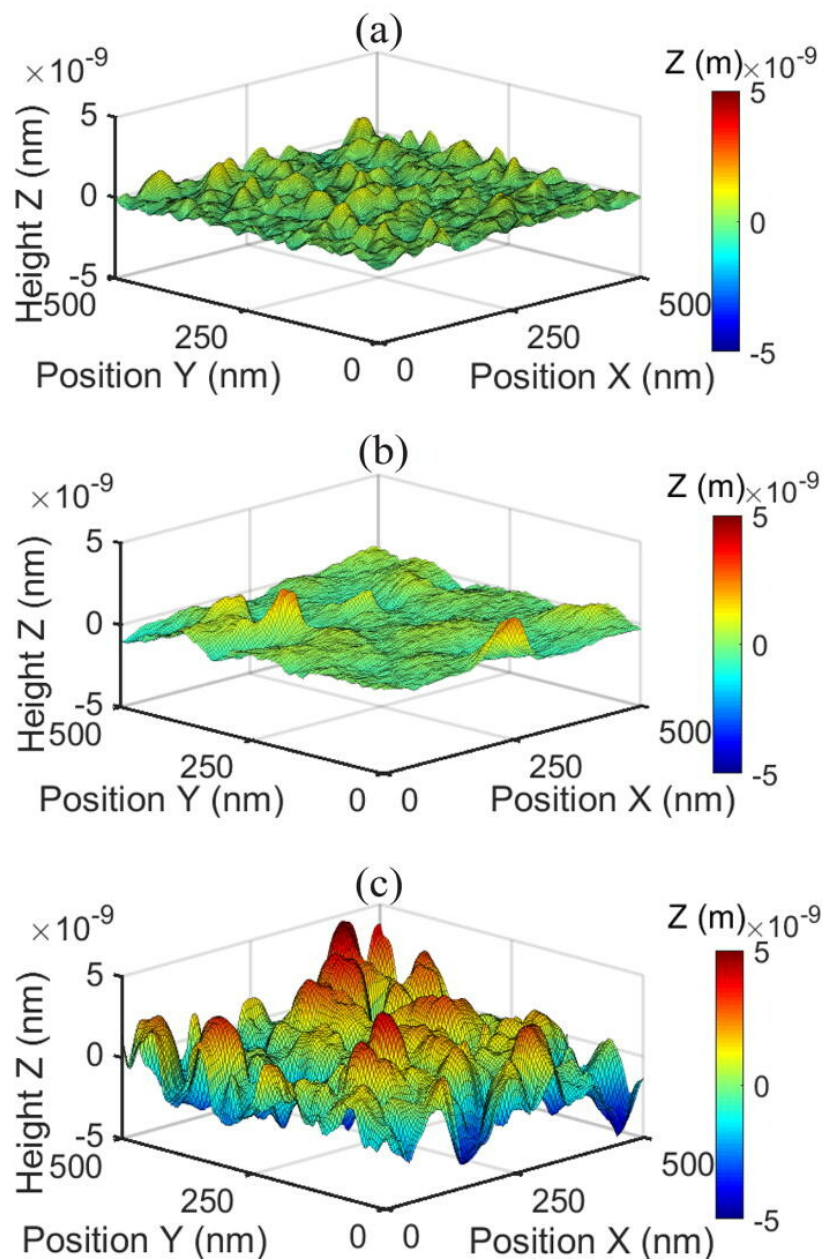 (a)
×10⁻⁹
Z (m) ×10⁻⁹
Height Z (nm)
5
0
-5
500
250
0
Position Y (nm)
0
250
500
Position X (nm)
5
0
-5
(b)
×10⁻⁹
Z (m) ×10⁻⁹
Height Z (nm)
5
0
-5
500
250
0
Position Y (nm)
0
250
500
Position X (nm)
5
0
-5
(c)
×10⁻⁹
Z (m) ×10⁻⁹
Height Z (nm)
5
0
-5
500
250
0
Position Y (nm)
0
250
500
Position X (nm)
5
0
-5